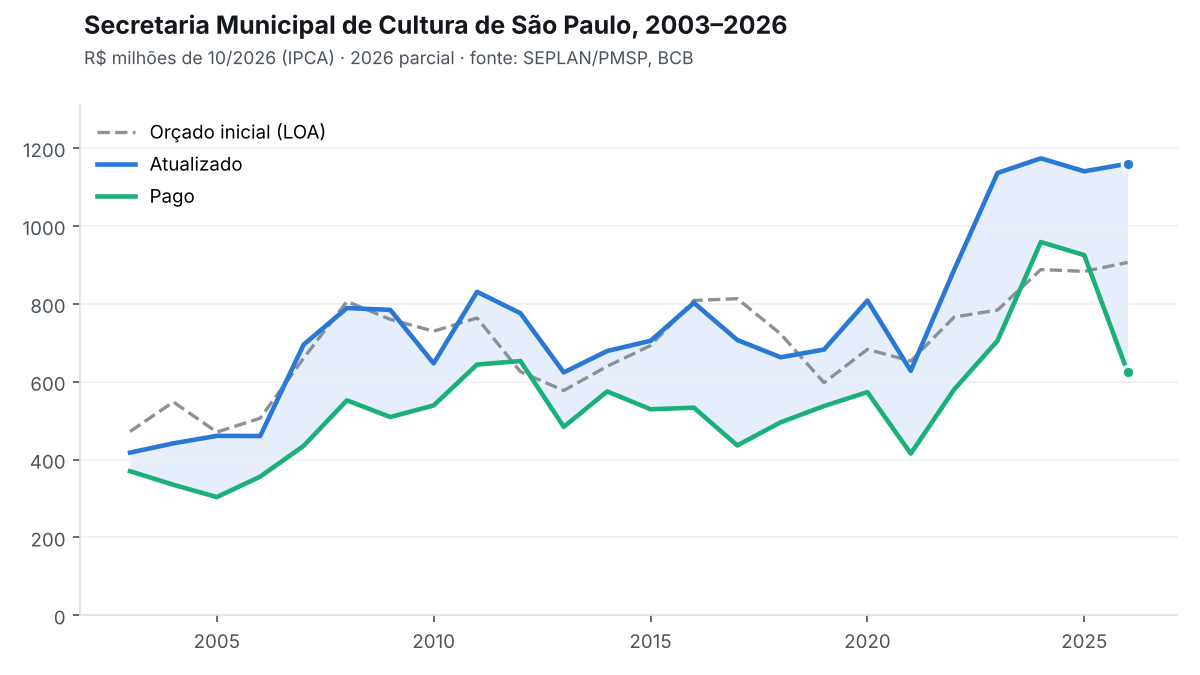 Secretaria Municipal de Cultura de São Paulo, 2003–2026
R$ milhões de 10/2026 (IPCA) · 2026 parcial · fonte: SEPLAN/PMSP, BCB
Orçado inicial (LOA)
Atualizado
Pago
1200
1000
800
600
400
200
0
2005
2010
2015
2020
2025